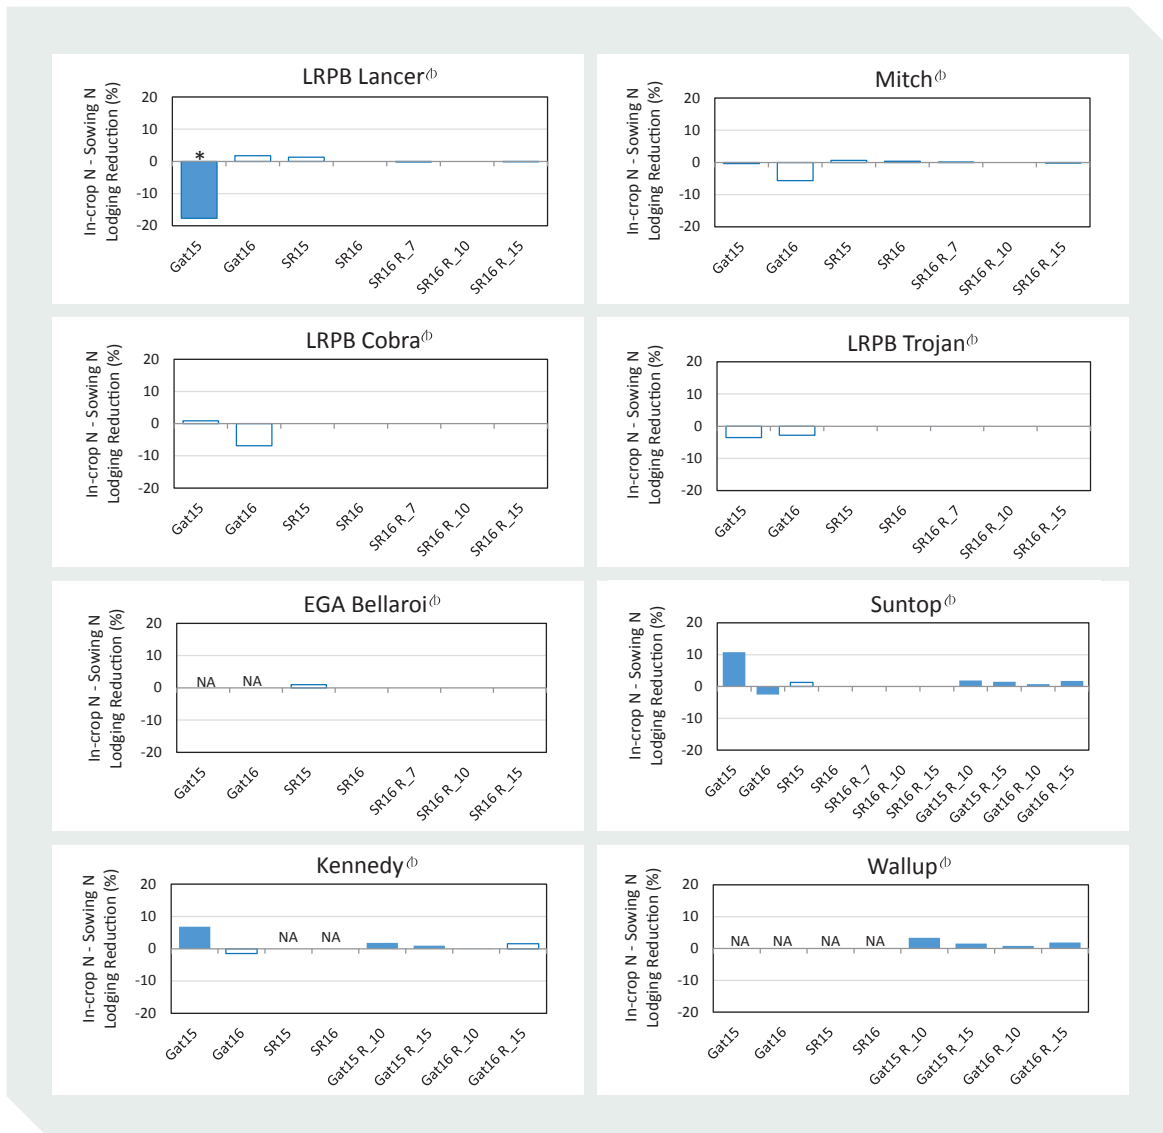 LRPB Lancer
In-crop N - Sowing N
Lodging Reduction (%)
20
10
0
-10
-20
*
Gat15
Gat16
SR15
SR16
SR16 R_7
SR16 R_10
SR16 R_15
Mitch
In-crop N - Sowing N
Lodging Reduction (%)
20
10
0
-10
-20
Gat15
Gat16
SR15
SR16
SR16 R_7
SR16 R_10
SR16 R_15
LRPB Cobra
In-crop N - Sowing N
Lodging Reduction (%)
20
10
0
-10
-20
Gat15
Gat16
SR15
SR16
SR16 R_7
SR16 R_10
SR16 R_15
LRPB Trojan
In-crop N - Sowing N
Lodging Reduction (%)
20
10
0
-10
-20
Gat15
Gat16
SR15
SR16
SR16 R_7
SR16 R_10
SR16 R_15
EGA Bellaroi
In-crop N - Sowing N
Lodging Reduction (%)
20
10
0
-10
-20
NA
NA
Gat15
Gat16
SR15
SR16
SR16 R_7
SR16 R_10
SR16 R_15
Suntop
In-crop N - Sowing N
Lodging Reduction (%)
20
10
0
-10
-20
Gat15
Gat16
SR15
SR16
SR16 R_7
SR16 R_10
SR16 R_15
Gat15 R_10
Gat15 R_15
Gat16 R_10
Gat16 R_15
Kennedy
In-crop N - Sowing N
Lodging Reduction (%)
20
10
0
-10
-20
NA
NA
Gat15
Gat16
SR15
SR16
Gat15 R_10
Gat15 R_15
Gat16 R_10
Gat16 R_15
Wallup
In-crop N - Sowing N
Lodging Reduction (%)
20
10
0
-10
-20
NA
NA
NA
NA
Gat15
Gat16
SR15
SR16
Gat15 R_10
Gat15 R_15
Gat16 R_10
Gat16 R_15